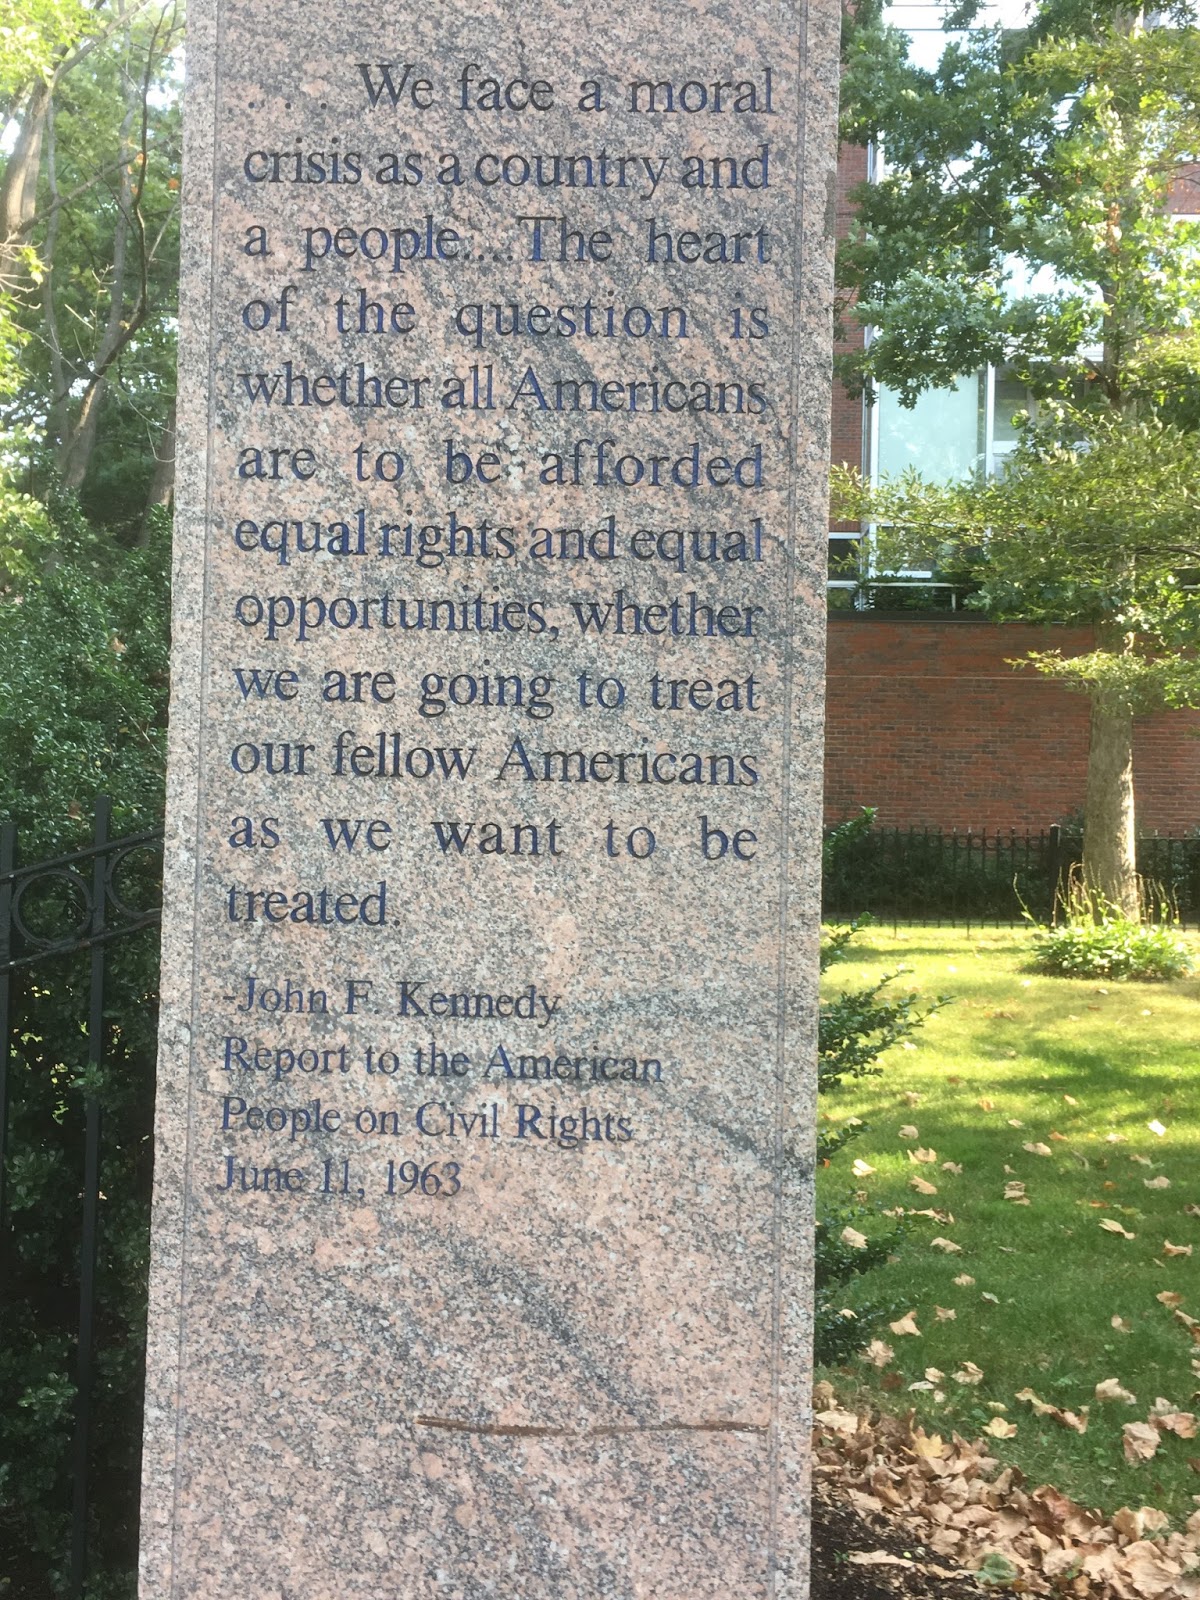 .... We face a moral
crisis as a country and
a people....The heart
of the question is
whether all Americans
are to be afforded
equal rights and equal
opportunities, whether
we are going to treat
our fellow Americans
as we want to be
treated.
-John F. Kennedy
Report to the American
People on Civil Rights
June 11, 1963